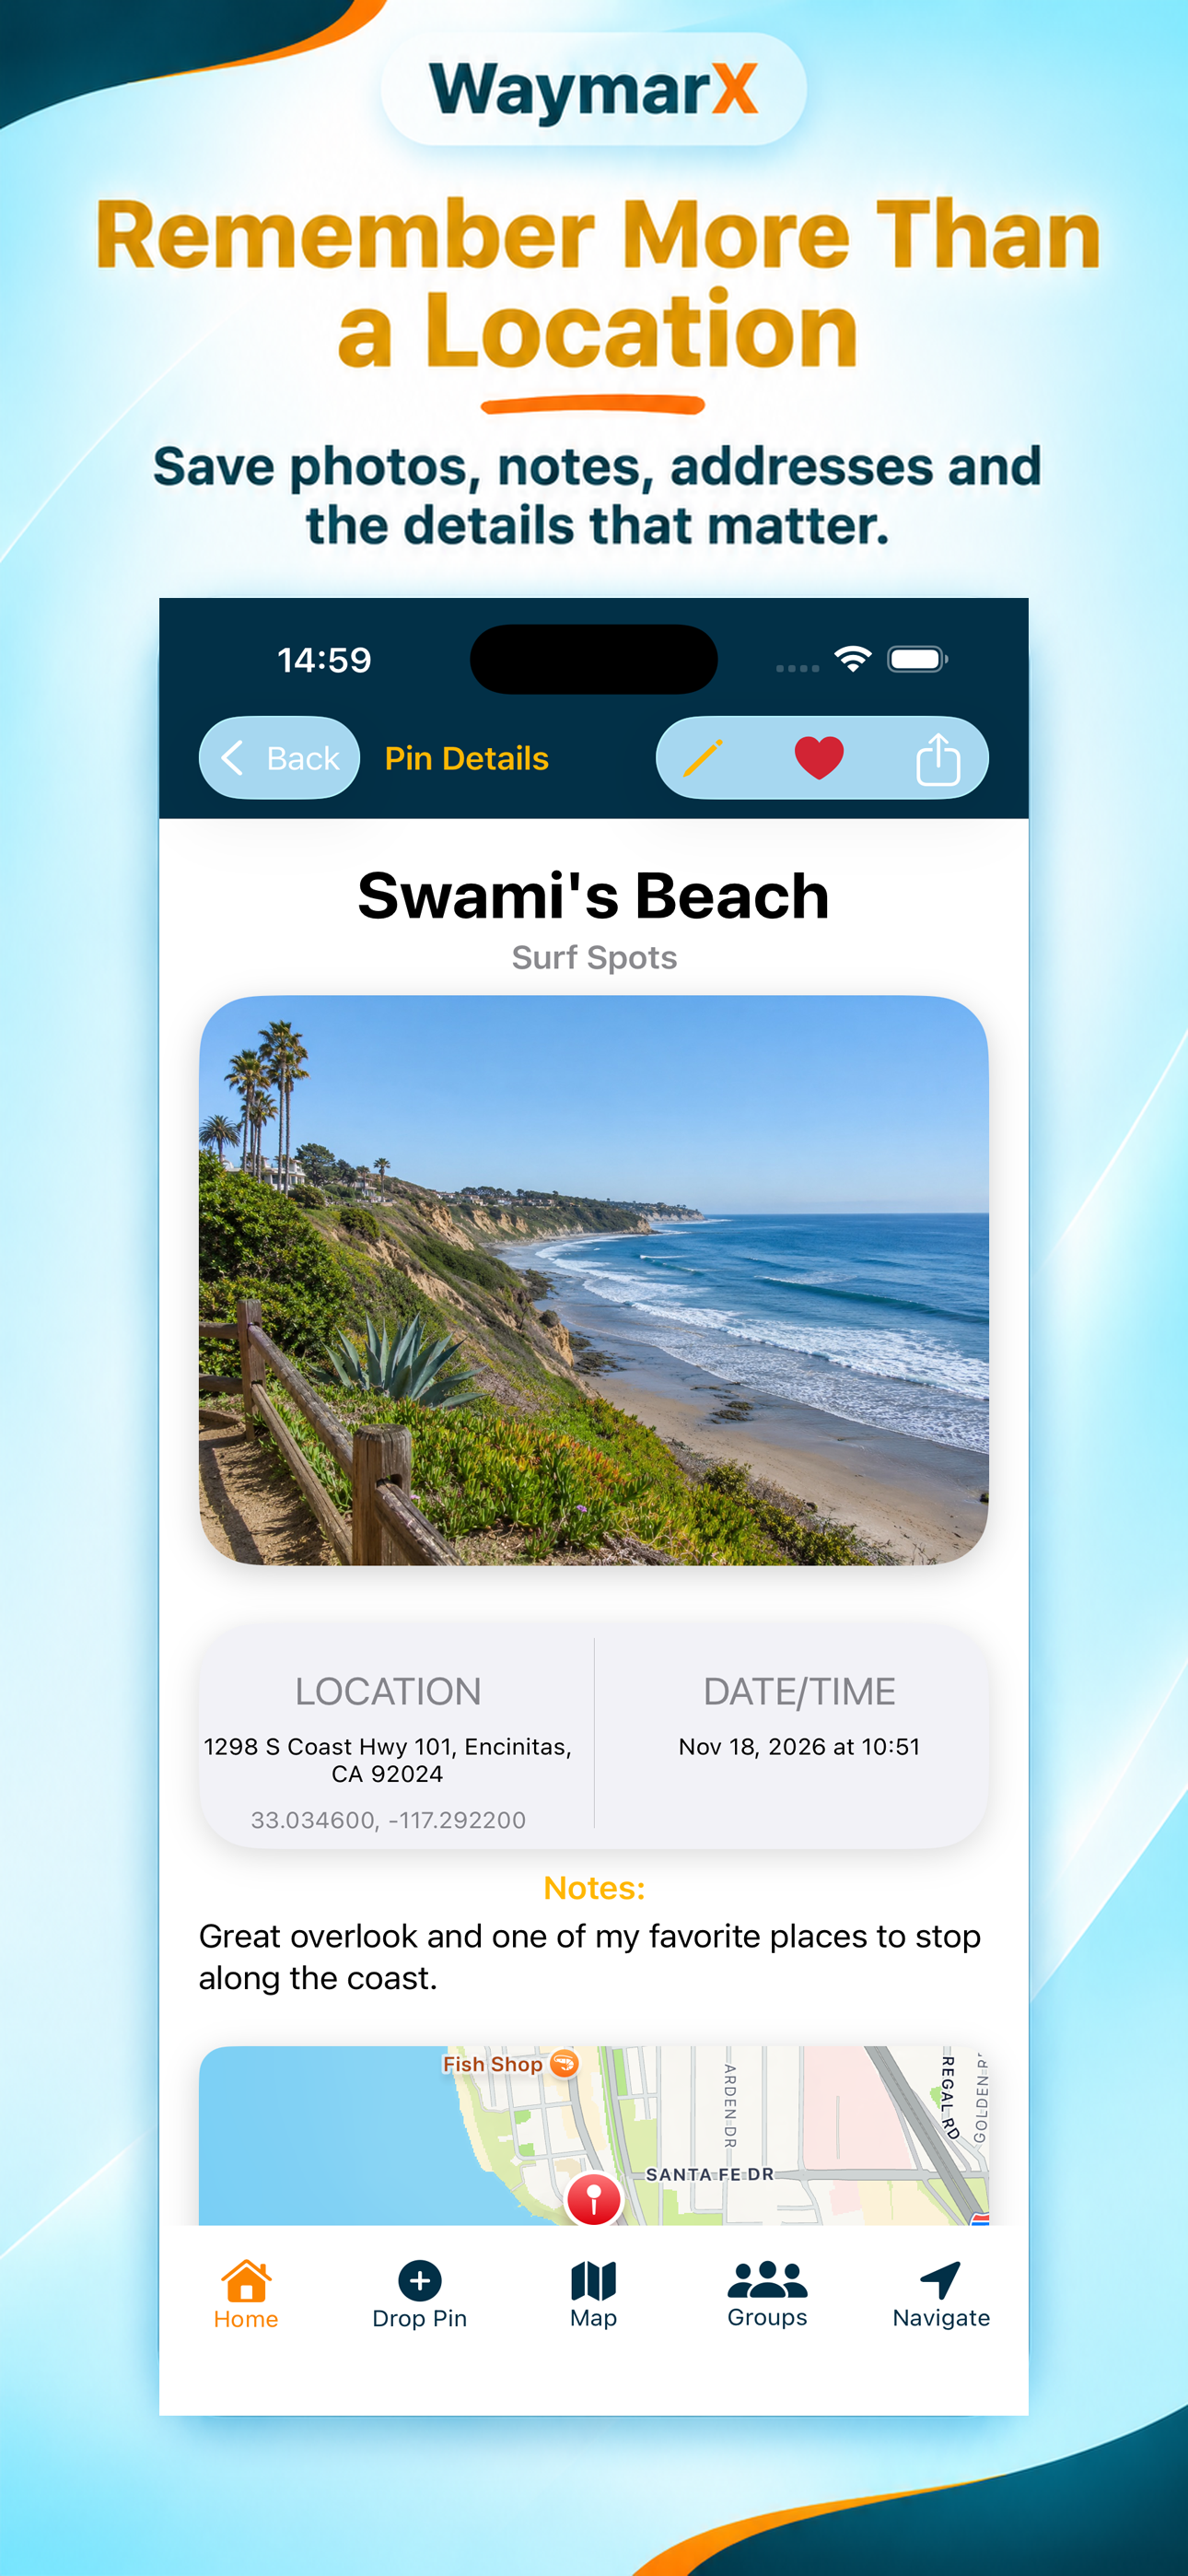 WaymarX
Remember More Than
a Location
Save photos, notes, addresses and
the details that matter.
14:59
Back
Pin Details
Swami's Beach
Surf Spots
LOCATION
DATE/TIME
1298 S Coast Hwy 101, Encinitas,
CA 92024
Nov 18, 2026 at 10:51
33.034600, -117.292200
Notes:
Great overlook and one of my favorite places to stop
along the coast.
Fish Shop
ARDEN DR
REGAL RD
SANTA FE DR
Home
Drop Pin
Map
Groups
Navigate